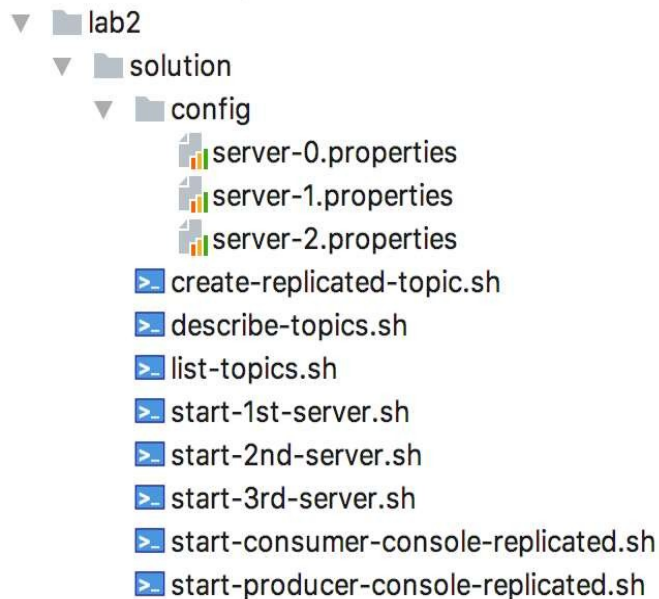 lab2
solution
config
server-0.properties
server-1.properties
server-2.properties
create-replicated-topic.sh
describe-topics.sh
list-topics.sh
start-1st-server.sh
start-2nd-server.sh
start-3rd-server.sh
start-consumer-console-replicated.sh
start-producer-console-replicated.sh